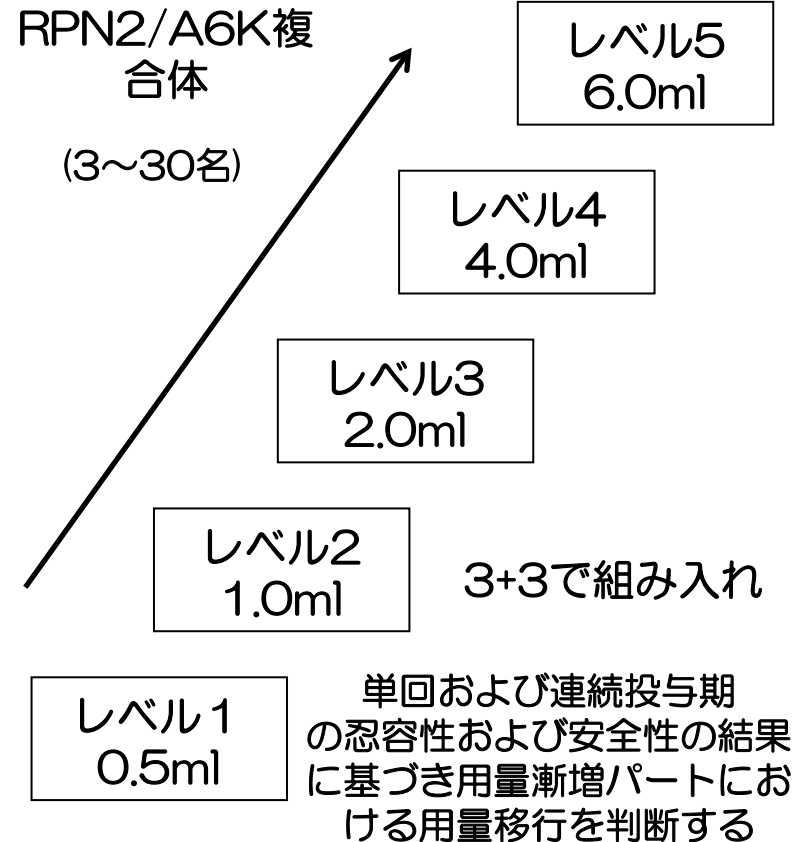 RPN2/A6K複
合体
(3～30名)
レベル5
6.0ml
レベル4
4.0ml
レベル3
2.0ml
レベル2
1.0ml
3+3で組み入れ
レベル１
0.5ml
単回および連続投与期
の忍容性および安全性の結果
に基づき用量漸増パートにお
ける用量移行を判断する